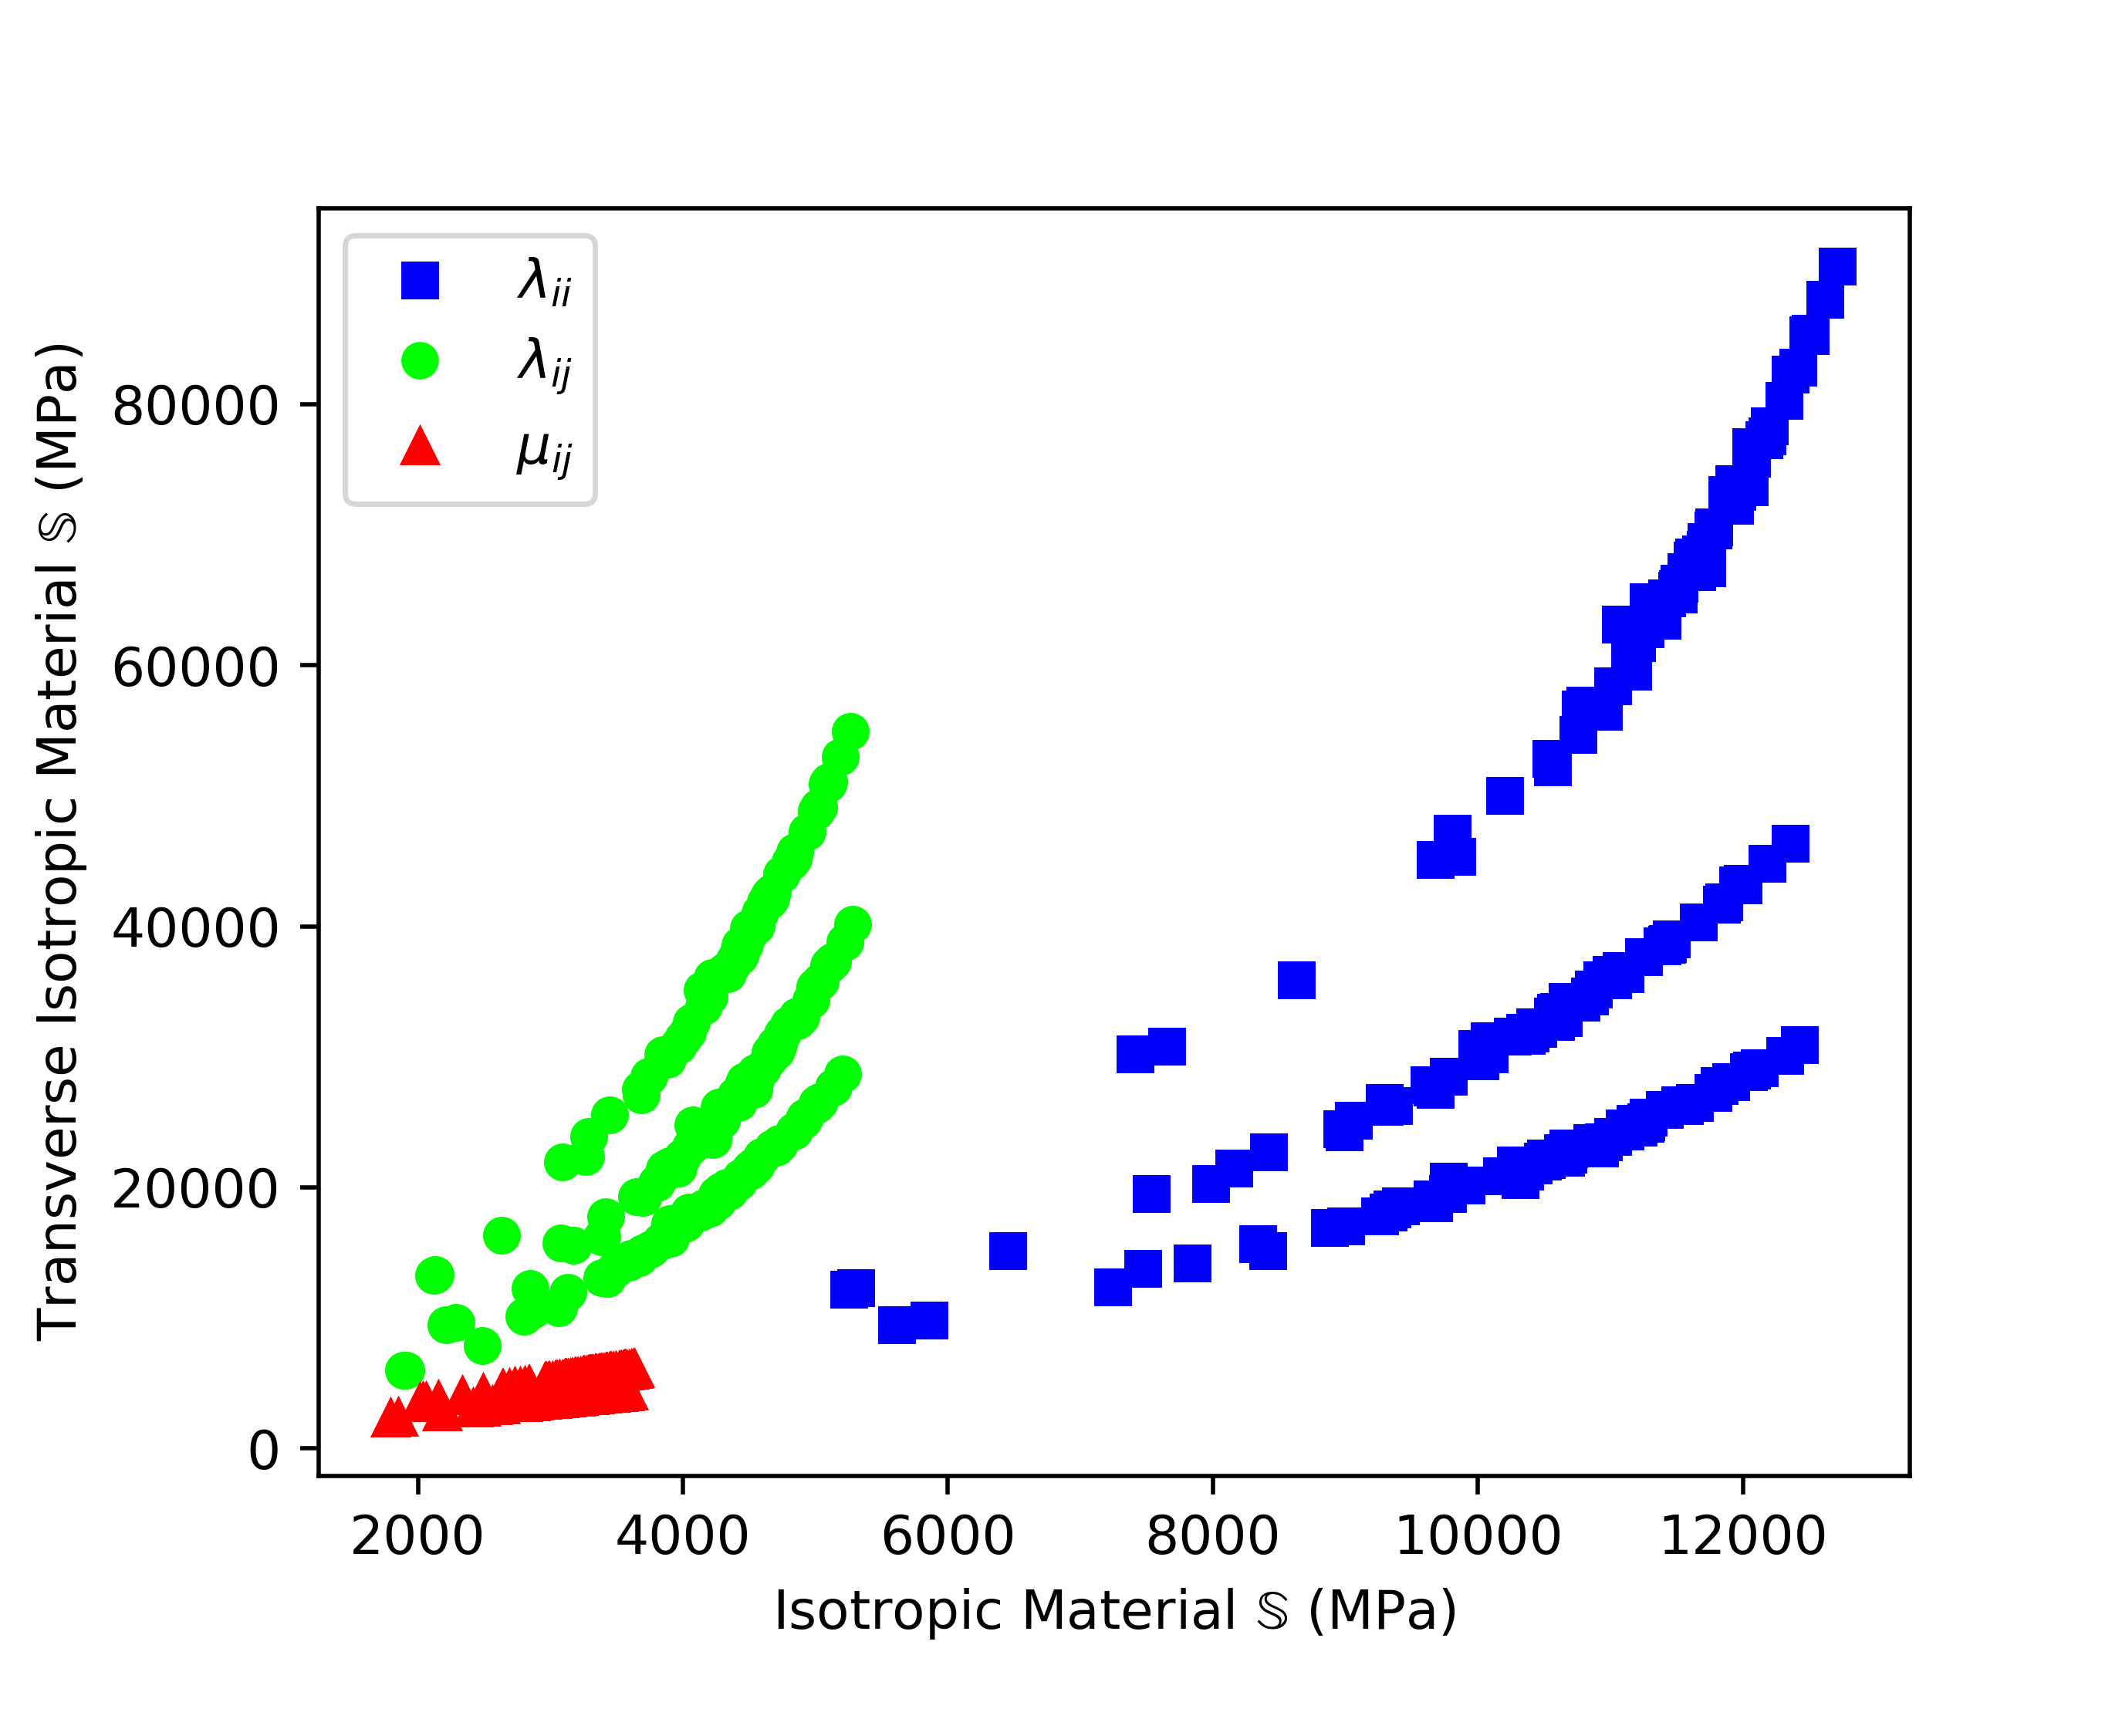 λii
λij
μij
80000
60000
40000
20000
0
Transverse Isotropic Material 𝕊 (MPa)
2000 4000 6000 8000 10000 12000
Isotropic Material 𝕊 (MPa)